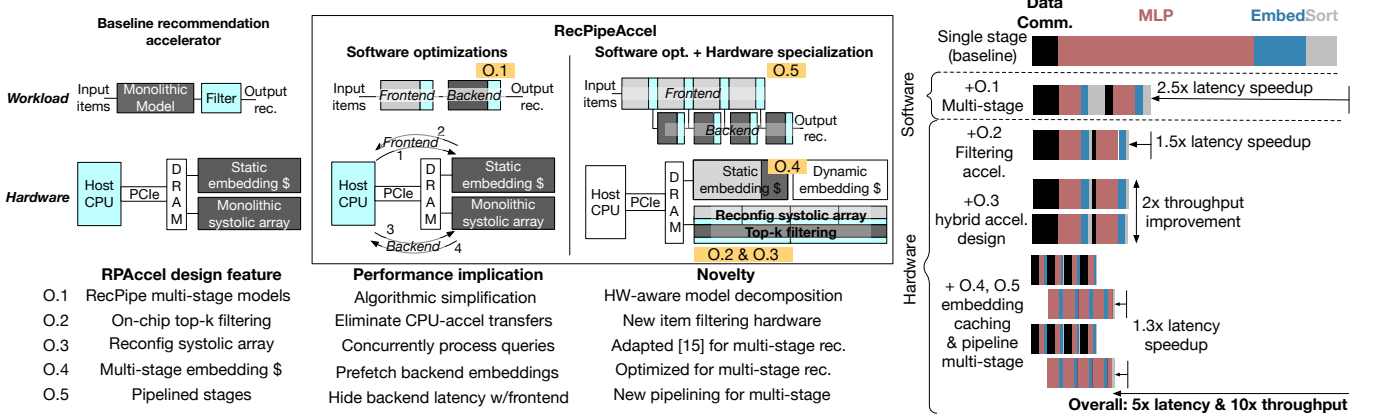 Baseline recommendation
accelerator
Workload
Input
items
Monolithic
Model
Filter
Output
rec.
Hardware
Host
CPU
PCIe
D
R
A
M
Static
embedding $
Monolithic
systolic array
RecPipeAccel
Software optimizations
O.1
Input
items
Frontend
Backend
Output
rec.
Frontend
2
1
Host
CPU
PCIe
D
R
A
M
Static
embedding $
Monolithic
systolic array
3
Backend
4
Software opt. + Hardware specialization
O.5
Input
items
Frontend
Backend
Output
rec.
Host
CPU
PCIe
D
R
A
M
O.4
Static
embedding $
Dynamic
embedding $
Reconfig systolic array
Top-k filtering
O.2 & O.3
RPAccel design feature Performance implication Novelty
O.1 RecPipe multi-stage models Algorithmic simplification HW-aware model decomposition
O.2 On-chip top-k filtering Eliminate CPU-accel transfers New item filtering hardware
O.3 Reconfig systolic array Concurrently process queries Adapted [15] for multi-stage rec.
O.4 Multi-stage embedding $ Prefetch backend embeddings Optimized for multi-stage rec.
O.5 Pipelined stages Hide backend latency w/frontend New pipelining for multi-stage
Data
Comm.
MLP
Embed.
Sort
Single stage
(baseline)
Software
+O.1
Multi-stage
2.5x latency speedup
Hardware
+O.2
Filtering
accel.
1.5x latency speedup
+O.3
hybrid accel.
design
2x throughput
improvement
+ O.4, O.5
embedding
caching
& pipeline
multi-stage
1.3x latency
speedup
Overall: 5x latency & 10x throughput